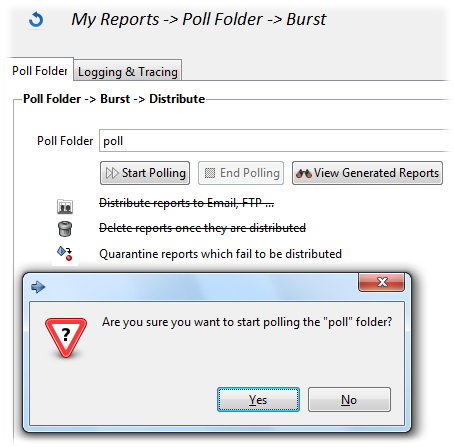 My Reports -> Poll Folder -> Burst
Poll Folder Logging & Tracing
Poll Folder -> Burst -> Distribute
Poll Folder poll
Start Polling End Polling View Generated Reports
Distribute reports to Email, FTP ...
Delete reports once they are distributed
Quarantine reports which fail to be distributed
Are you sure you want to start polling the "poll" folder?
Yes No